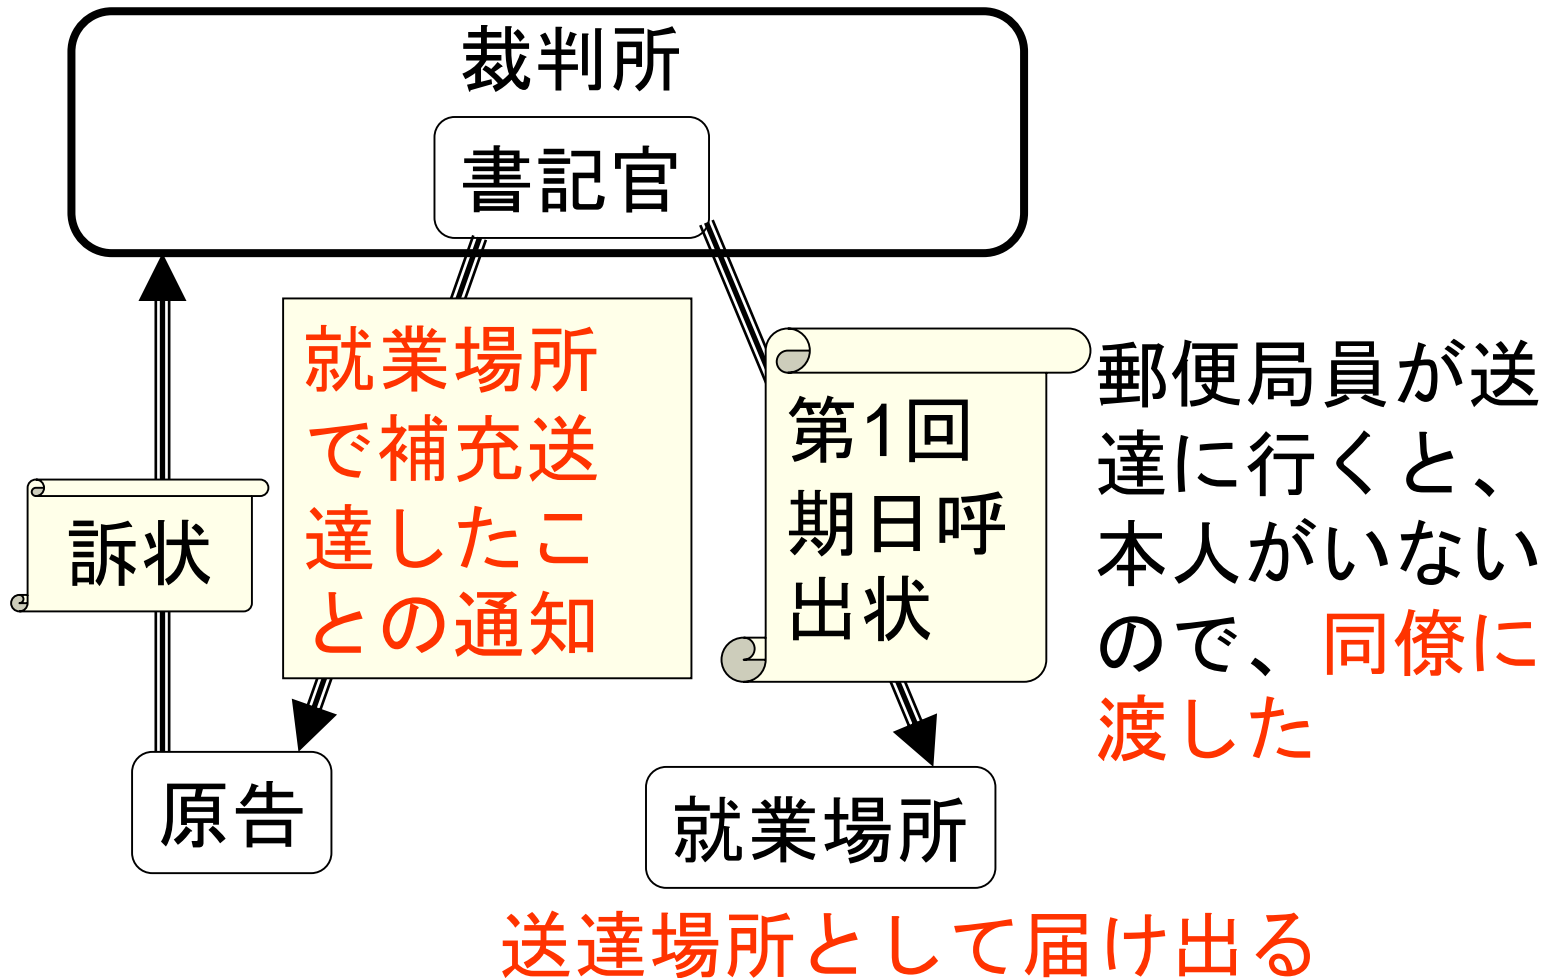 裁判所
書記官
就業場所
で補充送
達したこ
との通知
訴状
第1回
期日呼
出状
郵便局員が送
達に行くと、
本人がいない
ので、同僚に
渡した
原告
就業場所
送達場所として届け出る